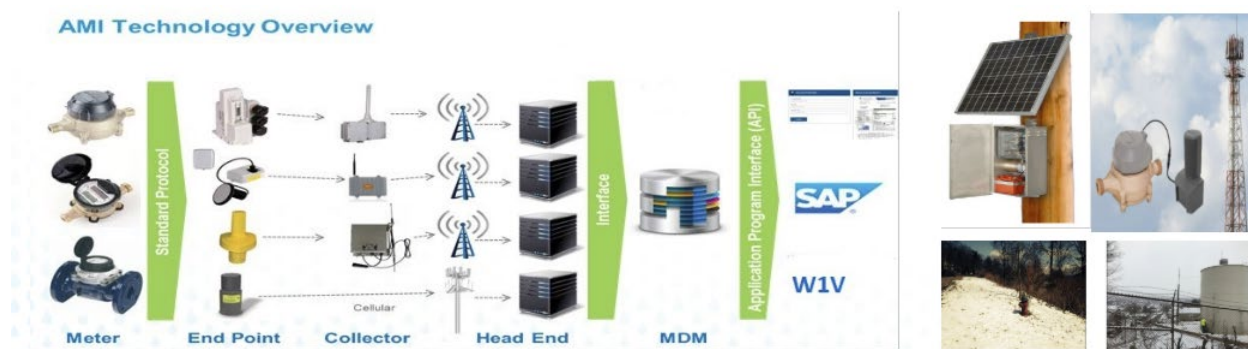 AMI Technology Overview
Standard Protocol
Interface
Application Program Interface (API)
SAP
®
W1V
Cellular
Meter
End Point
Collector
Head End
MDM